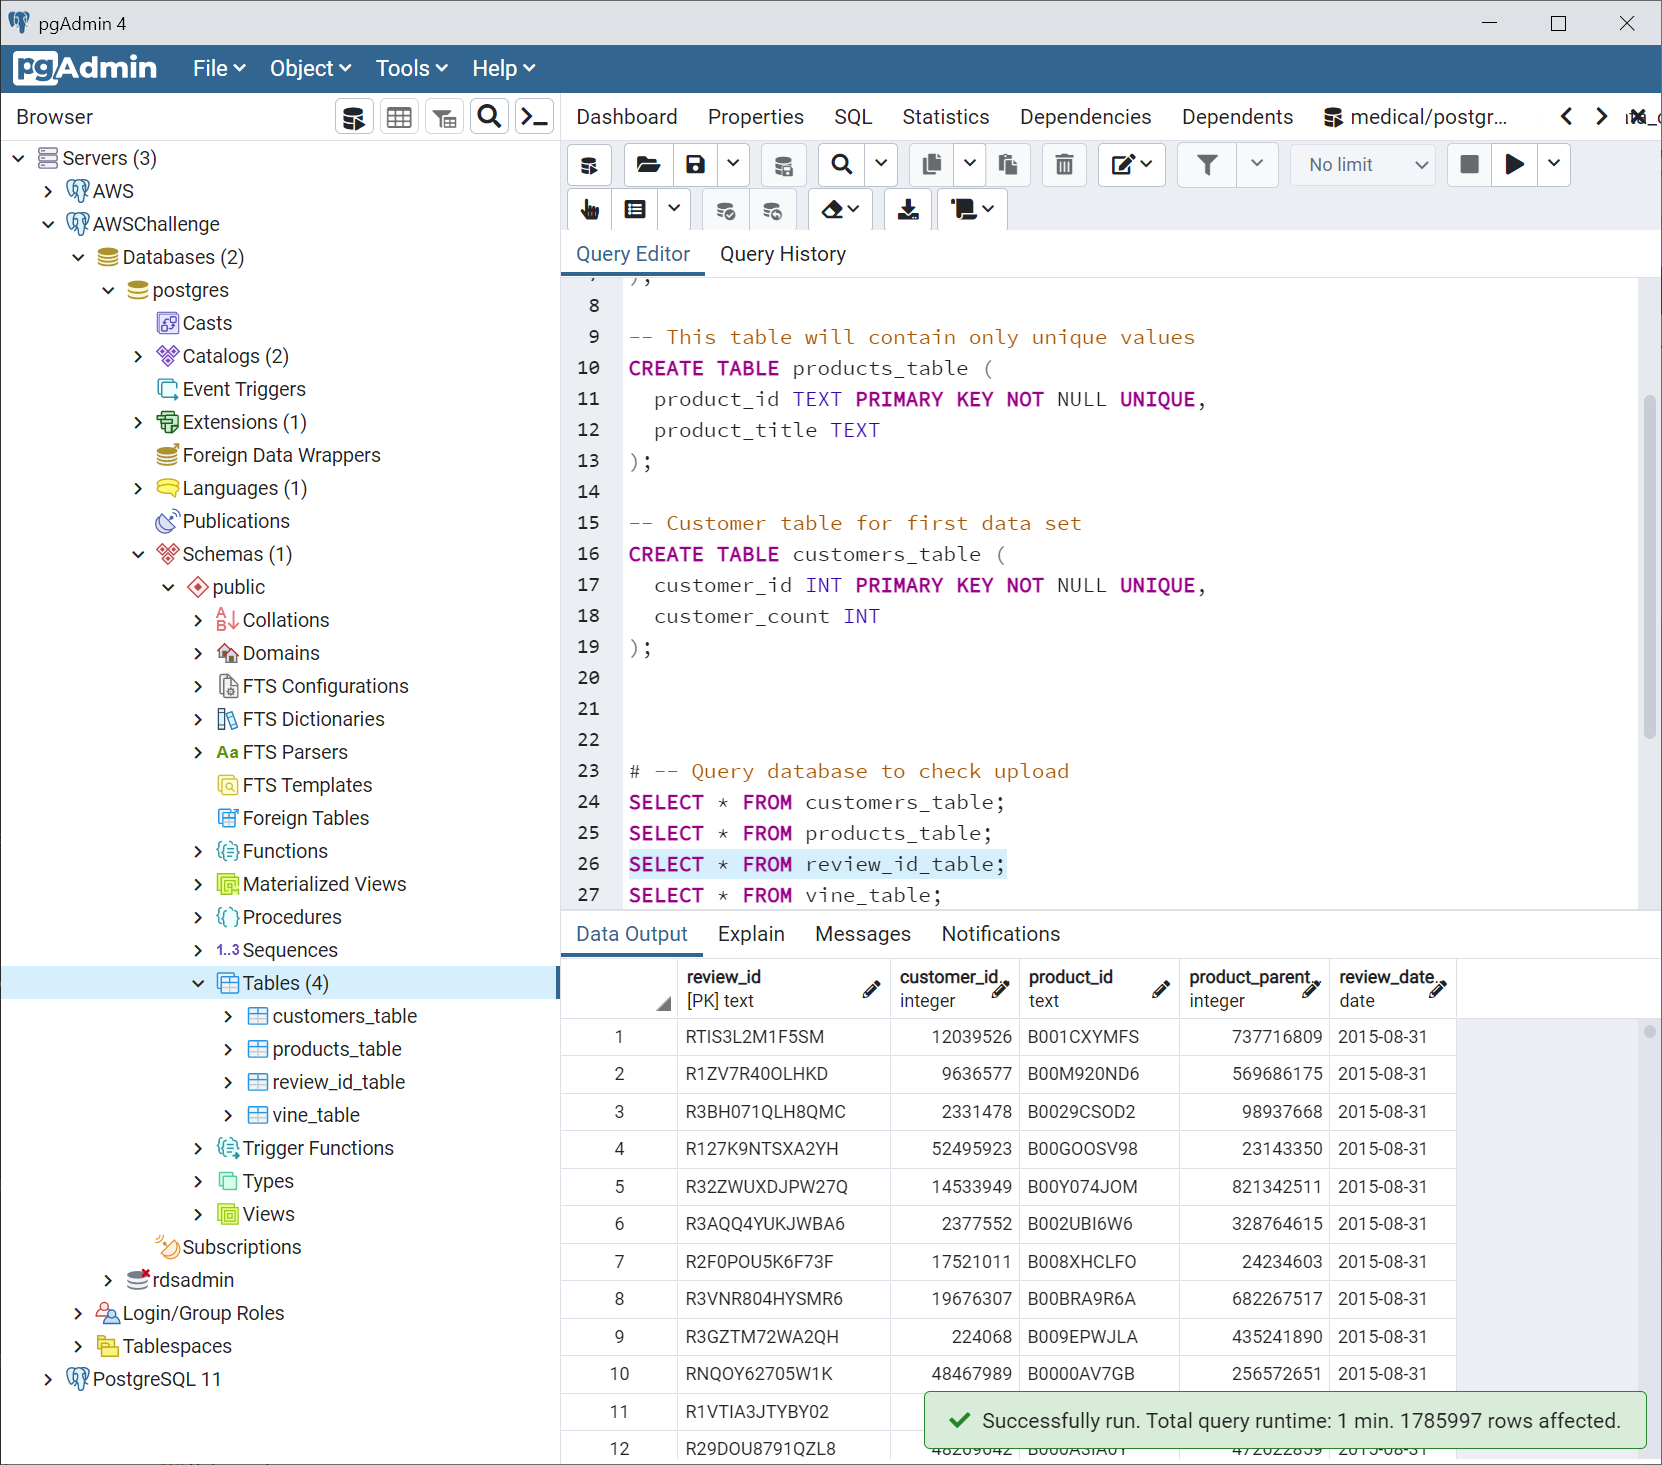 pgAdmin 4
pgAdmin File Object Tools Help
Browser
Dashboard Properties SQL Statistics Dependencies Dependents medical/postgr...
Servers (3)
AWS
AWSChallenge
Databases (2)
postgres
Casts
Catalogs (2)
Event Triggers
Extensions (1)
Foreign Data Wrappers
Languages (1)
Publications
Schemas (1)
public
Collations
Domains
FTS Configurations
FTS Dictionaries
Aa FTS Parsers
FTS Templates
Foreign Tables
Functions
Materialized Views
Procedures
1..3 Sequences
Tables (4)
customers_table
products_table
review_id_table
vine_table
Trigger Functions
Types
Views
Subscriptions
rdsadmin
Login/Group Roles
Tablespaces
PostgreSQL 11
No limit
Query Editor Query History
);
8
9 -- This table will contain only unique values
10 CREATE TABLE products_table (
11 product_id TEXT PRIMARY KEY NOT NULL UNIQUE,
12 product_title TEXT
13 );
14
15 -- Customer table for first data set
16 CREATE TABLE customers_table (
17 customer_id INT PRIMARY KEY NOT NULL UNIQUE,
18 customer_count INT
19 );
20
21
22
23 # -- Query database to check upload
24 SELECT * FROM customers_table;
25 SELECT * FROM products_table;
26 SELECT * FROM review_id_table;
27 SELECT * FROM vine_table;
Data Output Explain Messages Notifications
review_id customer_id.. product_id product_parent.. review_date..
[PK] text integer text integer date
1 RTIS3L2M1F5SM 12039526 B001CXYMFS 737716809 2015-08-31
2 R1ZV7R40OLHKD 9636577 B00M920ND6 569686175 2015-08-31
3 R3BH071QLH8QMC 2331478 B0029CSOD2 98937668 2015-08-31
4 R127K9NTSXA2YH 52495923 B00GOOSV98 23143350 2015-08-31
5 R32ZWUXDJPW27Q 14533949 B00Y074JOM 821342511 2015-08-31
6 R3AQQ4YUKJWBA6 2377552 B002UBI6W6 328764615 2015-08-31
7 R2F0POU5K6F73F 17521011 B008XHCLFO 24234603 2015-08-31
8 R3VNR804HYSMR6 19676307 B00BRA9R6A 682267517 2015-08-31
9 R3GZTM72WA2QH 224068 B009EPWJLA 435241890 2015-08-31
10 RNQOY62705W1K 48467989 B0000AV7GB 256572651 2015-08-31
11 R1VTIA3JTYBY02
12 R29DOU8791QZL8
Successfully run. Total query runtime: 1 min. 1785997 rows affected.